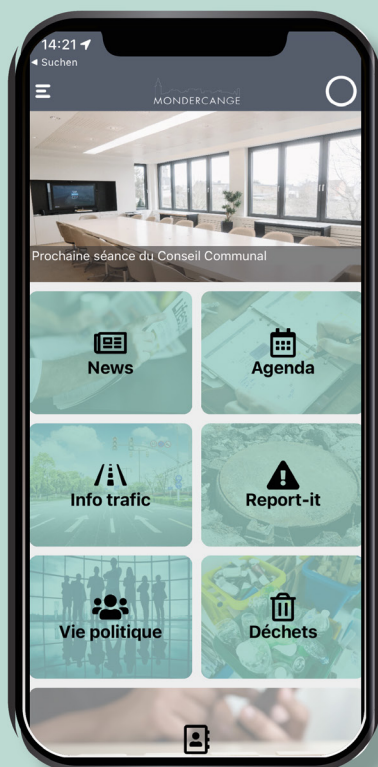 14:21
◀ Suchen
MONDERCANGE
Prochaine séance du Conseil Communal
News
Agenda
Info trafic
Report-it
Vie politique
Déchets